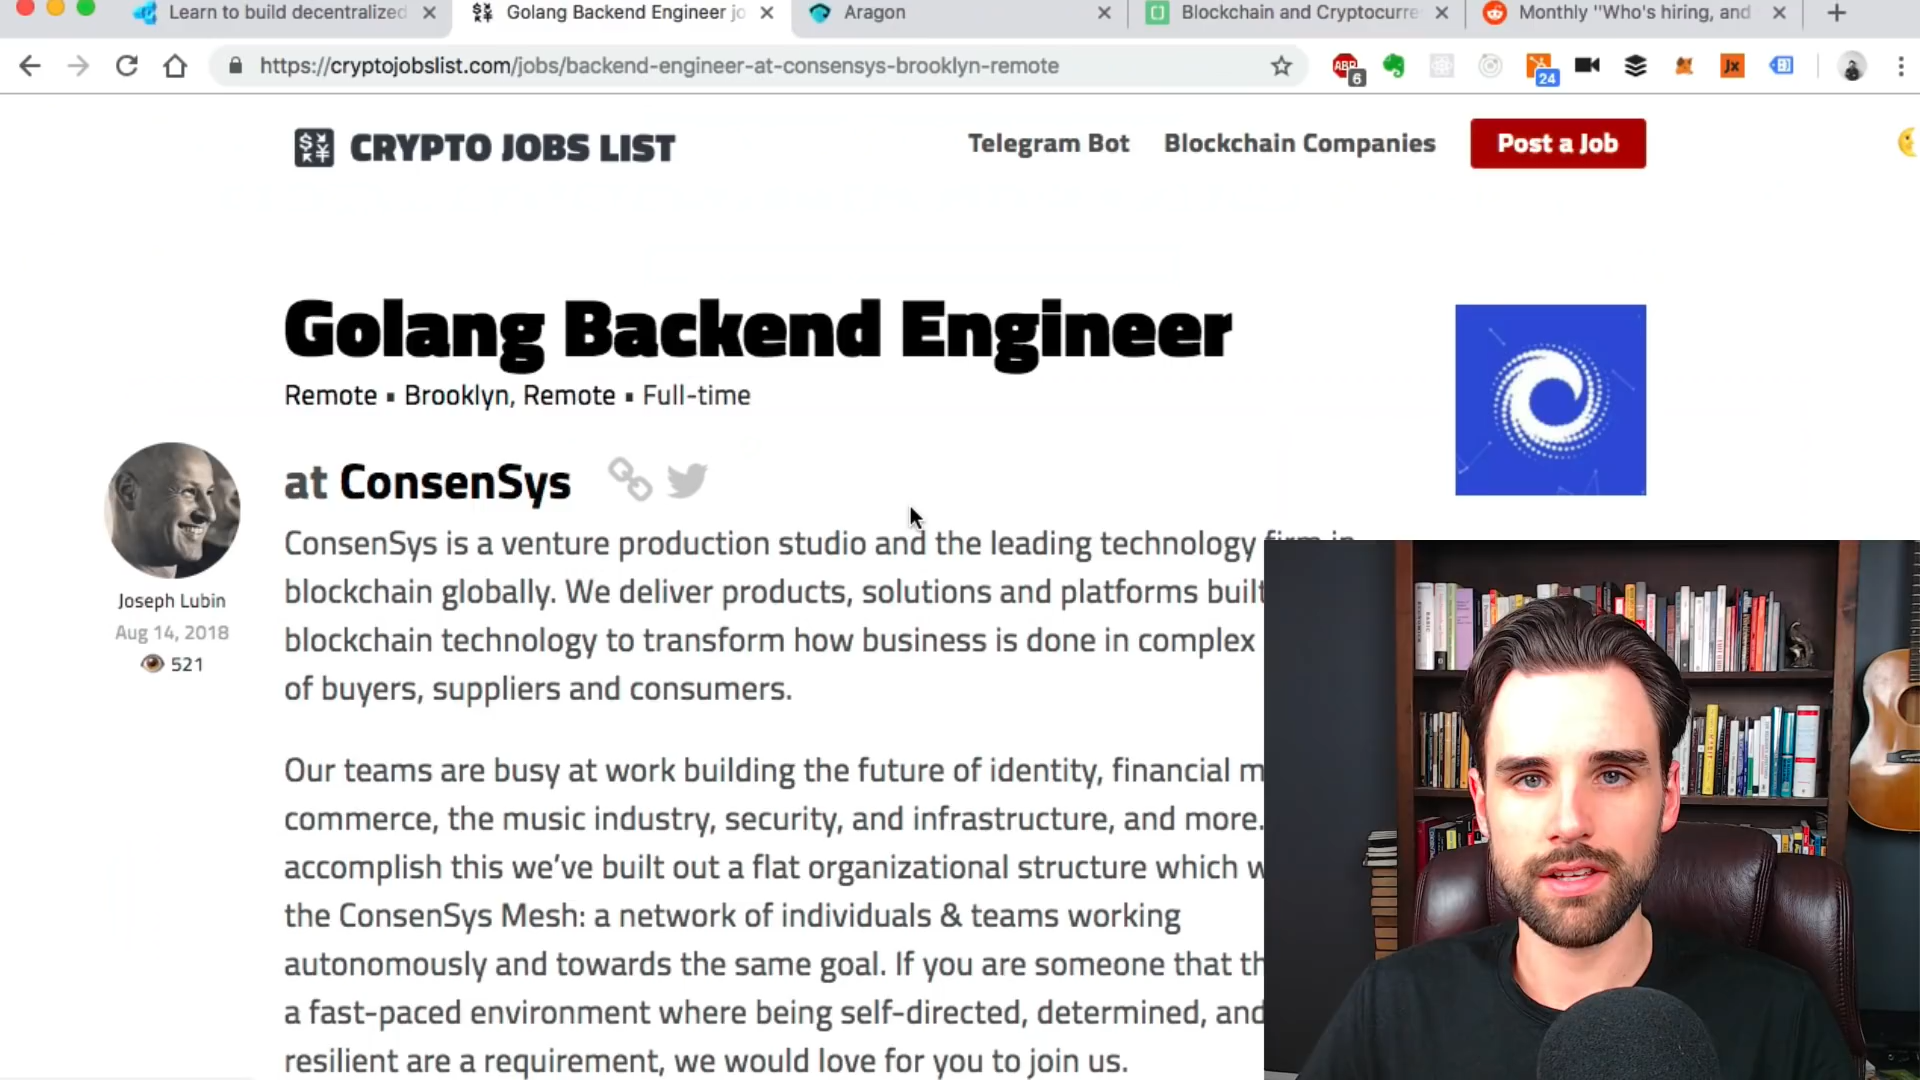 Learn to build decentralized
Golang Backend Engineer jo
Aragon
Blockchain and Cryptocurre
Monthly "Who's hiring, and
https://cryptojobslist.com/jobs/backend-engineer-at-consensys-brooklyn-remote
ABP
6
24
Jx
CRYPTO JOBS LIST
Telegram Bot
Blockchain Companies
Post a Job
Golang Backend Engineer
Remote ▪ Brooklyn, Remote ▪ Full-time
at ConsenSys
Joseph Lubin
Aug 14, 2018
521
ConsenSys is a venture production studio and the leading technology firm in
blockchain globally. We deliver products, solutions and platforms built
blockchain technology to transform how business is done in complex
of buyers, suppliers and consumers.
Our teams are busy at work building the future of identity, financial m
commerce, the music industry, security, and infrastructure, and more.
accomplish this we've built out a flat organizational structure which w
the ConsenSys Mesh: a network of individuals & teams working
autonomously and towards the same goal. If you are someone that th
a fast-paced environment where being self-directed, determined, and
resilient are a requirement, we would love for you to join us.